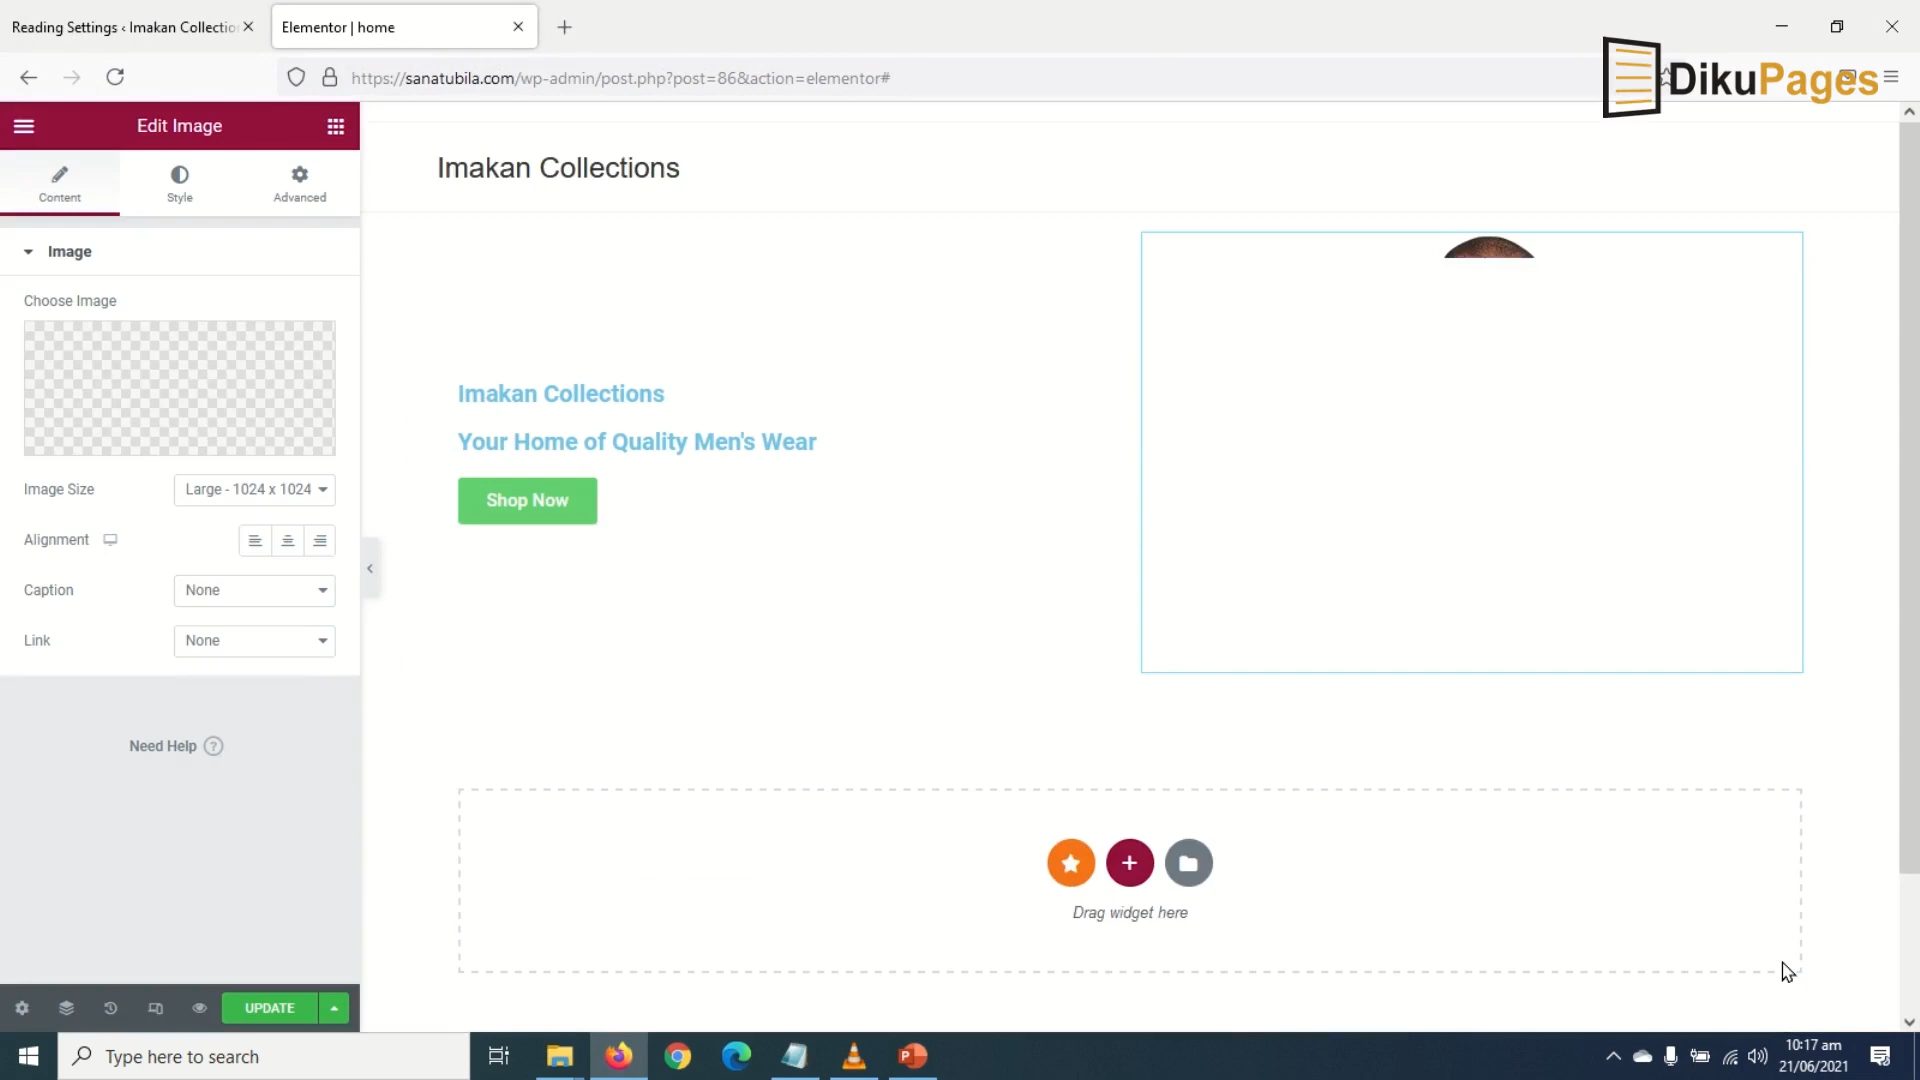 Reading Settings ‹ Imakan Collectio
Elementor | home
https://sanatubila.com/wp-admin/post.php?post=86&action=elementor#
DikuPages
Edit Image
Content
Style
Advanced
Imakan Collections
Image
Choose Image
Image Size
Large - 1024 x 1024
Alignment
Caption
None
Link
None
Need Help ?
Imakan Collections
Your Home of Quality Men's Wear
Shop Now
Drag widget here
UPDATE
Type here to search
10:17 am
21/06/2021